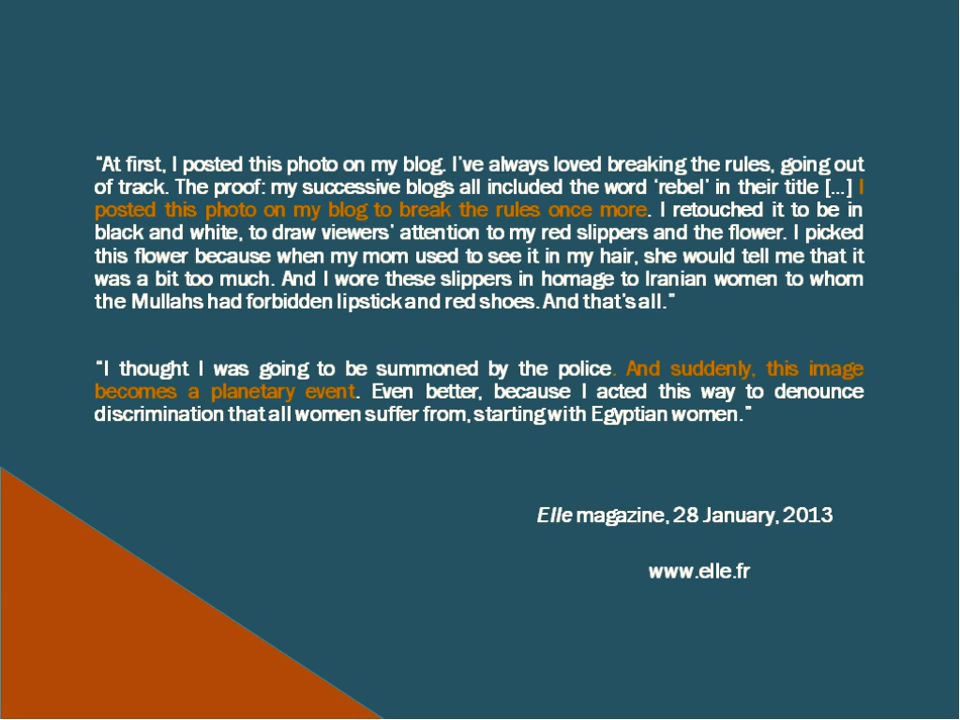 “At first, I posted this photo on my blog. I’ve always loved breaking the rules, going out
of track. The proof: my successive blogs all included the word ‘rebel’ in their title [...] I
posted this photo on my blog to break the rules once more. I retouched it to be in
black and white, to draw viewers’ attention to my red slippers and the flower. I picked
this flower because when my mom used to see it in my hair, she would tell me that it
was a bit too much. And I wore these slippers in homage to Iranian women to whom
the Mullahs had forbidden lipstick and red shoes. And that’s all.”
“I thought I was going to be summoned by the police. And suddenly, this image
becomes a planetary event. Even better, because I acted this way to denounce
discrimination that all women suffer from, starting with Egyptian women.”
Elle magazine, 28 January, 2013
www.elle.fr